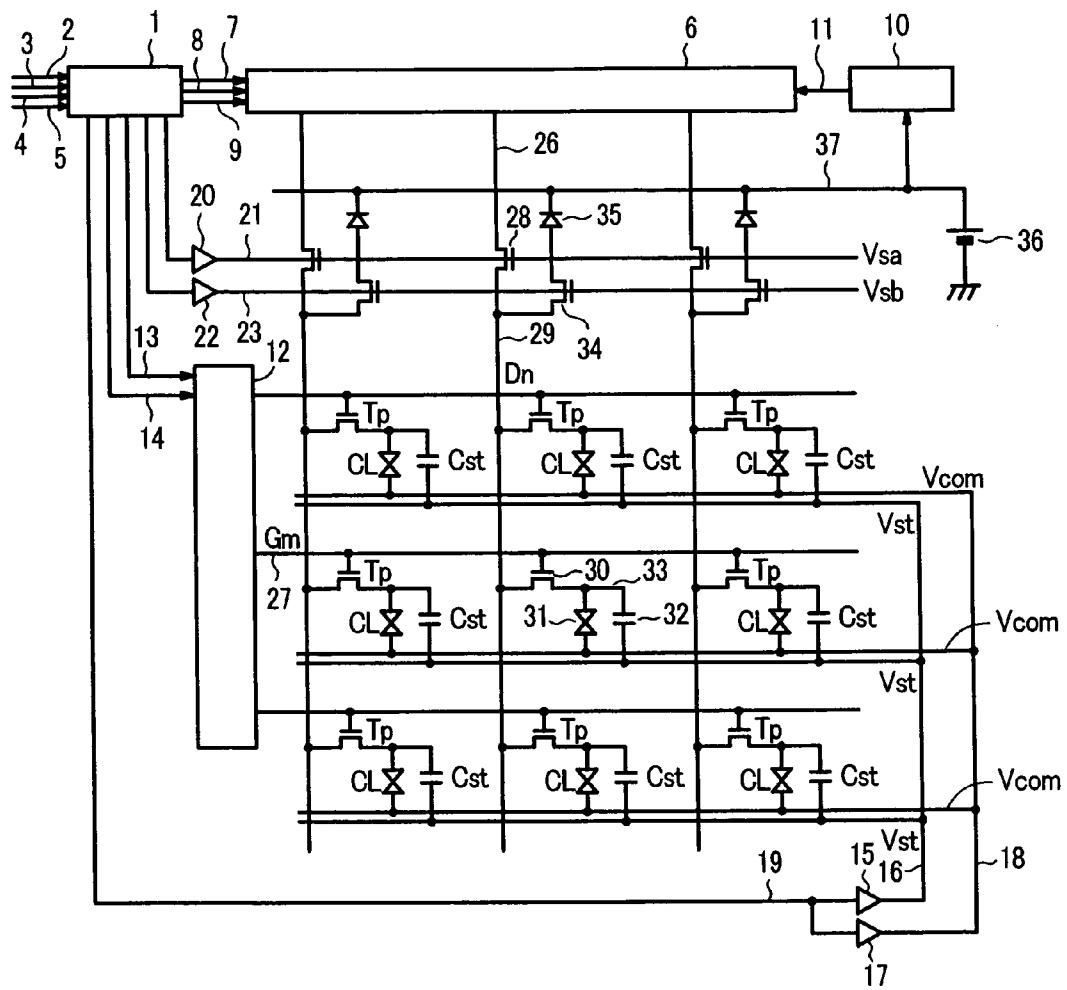 1
2
3
7
8
6
11
10
4
5
9
26
37
20
21
28
35
36
Vsa
Vsb
22
23
34
29
13
12
Dn
14
Tp Tp Tp
CL Cst CL Cst CL Cst
Vcom
Vst
Gm
27
Tp 30 33 Tp
CL Cst 31 32 CL Cst
Vcom
Vst
Tp Tp Tp
CL Cst CL Cst CL Cst
Vcom
Vst
19
15
16
18
17